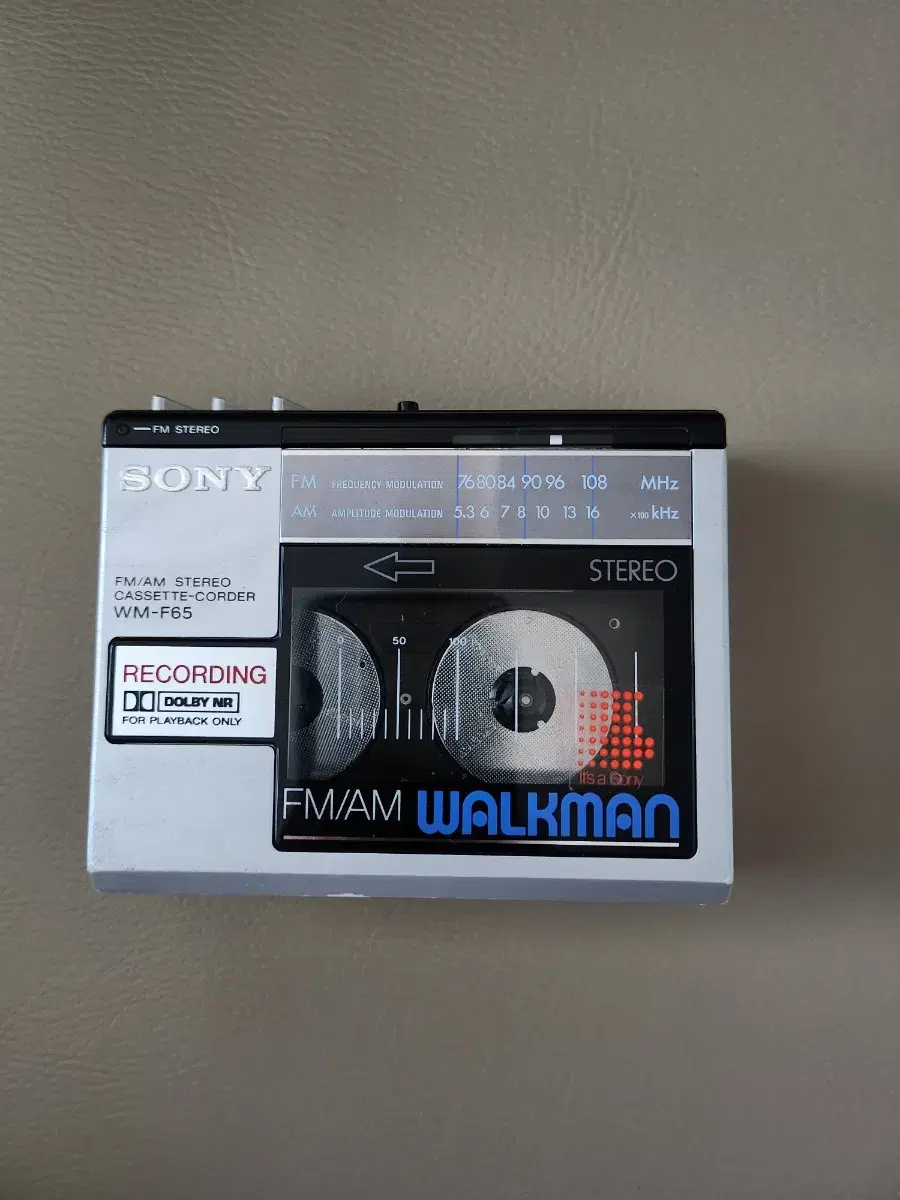 FM STEREO
SONY
FM FREQUENCY MODULATION 76 80 84 90 96 108 MHz
AM AMPLITUDE MODULATION 5.3 6 7 8 10 13 16 ×100 kHz
STEREO
FM/AM STEREO
CASSETTE-CORDER
WM-F65
0 50 100
RECORDING
DOLBY NR
FOR PLAYBACK ONLY
It's a Sony
FM/AM WALKMAN